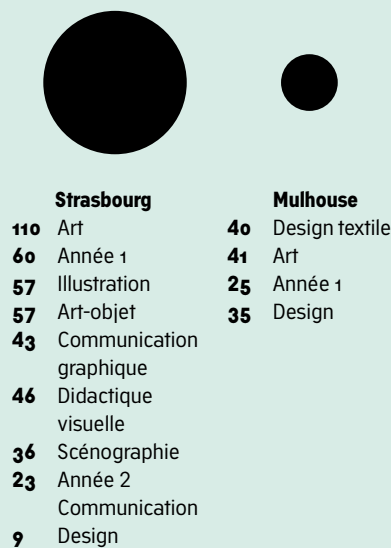 Strasbourg
110 Art
60 Année 1
57 Illustration
57 Art-objet
43 Communication
graphique
46 Didactique
visuelle
36 Scénographie
23 Année 2
Communication
9 Design
Mulhouse
40 Design textile
41 Art
25 Année 1
35 Design